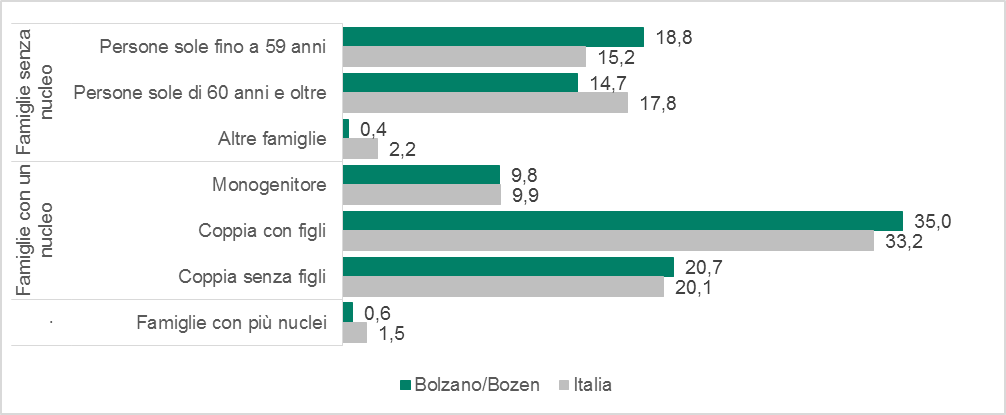 Famiglie senza
nucleo
Persone sole fino a 59 anni
18,8
15,2
Persone sole di 60 anni e oltre
14,7
17,8
Altre famiglie
0,4
2,2
Famiglie con un
nucleo
Monogenitore
9,8
9,9
Coppia con figli
35,0
33,2
Coppia senza figli
20,7
20,1
.
Famiglie con più nuclei
0,6
1,5
Bolzano/Bozen Italia